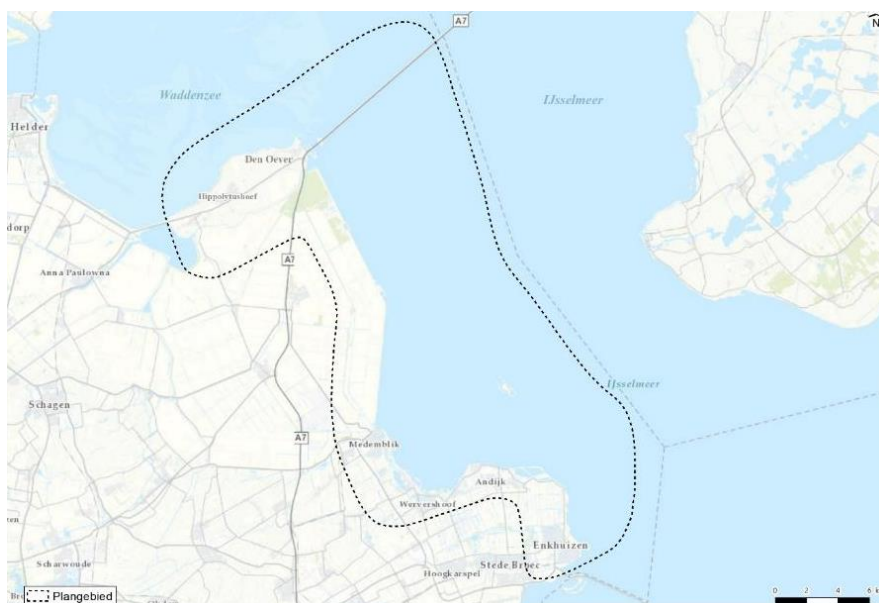 A7
N
Waddenzee
IJsselmeer
Helder
Den Oever
Hippolytushoef
dorp
A7
Anna Paulowna
IJsselmeer
Schagen
A7
Medemblik
Andijk
Wervershoof
Enkhuizen
Scharwoude
Stede Broec
Hoogkarspel
Plangebied
0 2 4 6 k